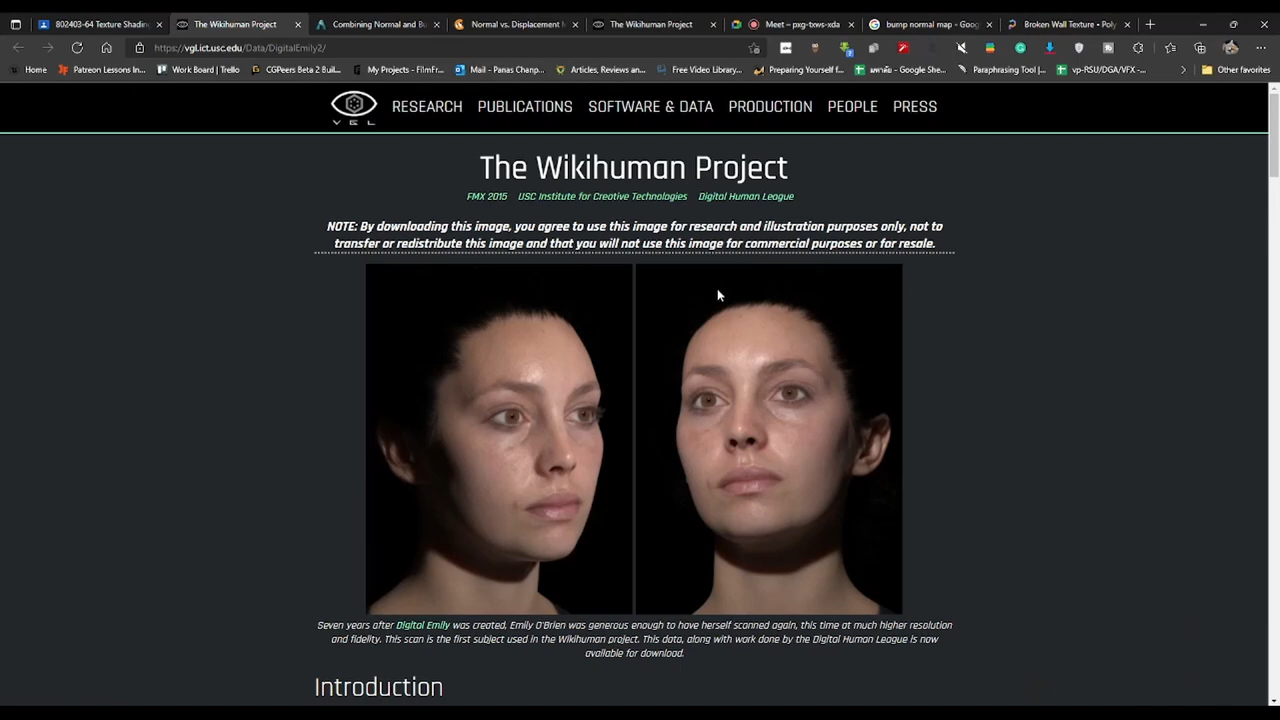 802403-64 Texture Shading
The Wikihuman Project
Combining Normal and Bu
Normal vs. Displacement M
The Wikihuman Project
Meet – pxg-txws-xda
bump normal map - Goog
Broken Wall Texture • Poly
https://vgl.ict.usc.edu/Data/DigitalEmily2/
Home
Patreon Lessons In...
Work Board | Trello
CGPeers Beta 2 Buil...
My Projects - FilmFr...
Mail – Panas Chanp...
Articles, Reviews an...
Free Video Library...
Preparing Yourself f...
มหาลัย - Google She...
Paraphrasing Tool |...
vp-RSU/DGA/VFX -...
Other favorites
VGL
RESEARCH
PUBLICATIONS
SOFTWARE & DATA
PRODUCTION
PEOPLE
PRESS
The Wikihuman Project
FMX 2015 USC Institute for Creative Technologies Digital Human League
NOTE: By downloading this image, you agree to use this image for research and illustration purposes only, not to
transfer or redistribute this image and that you will not use this image for commercial purposes or for resale.
Seven years after Digital Emily was created, Emily O'Brien was generous enough to have herself scanned again, this time at much higher resolution
and fidelity. This scan is the first subject used in the Wikihuman project. This data, along with work done by the Digital Human League is now
available for download.
Introduction